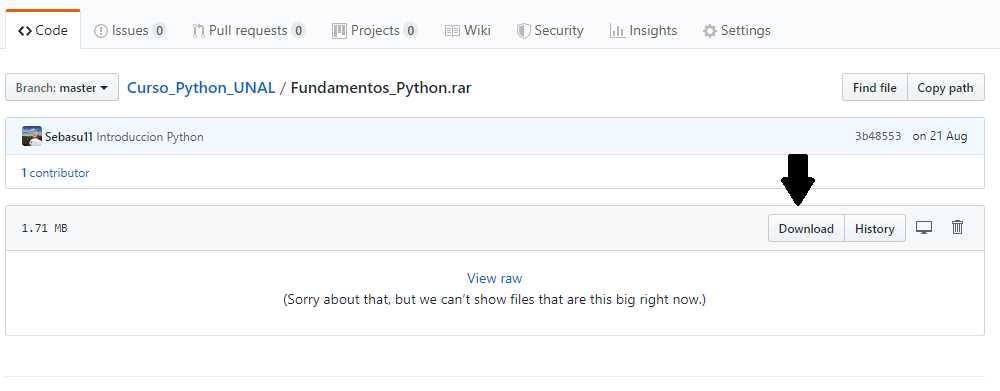 Code Issues 0 Pull requests 0 Projects 0 Wiki Security Insights Settings
Branch: master Curso_Python_UNAL / Fundamentos_Python.rar Find file Copy path
Sebasu11 Introduccion Python 3b48553 on 21 Aug
1 contributor
1.71 MB Download History
View raw
(Sorry about that, but we can't show files that are this big right now.)